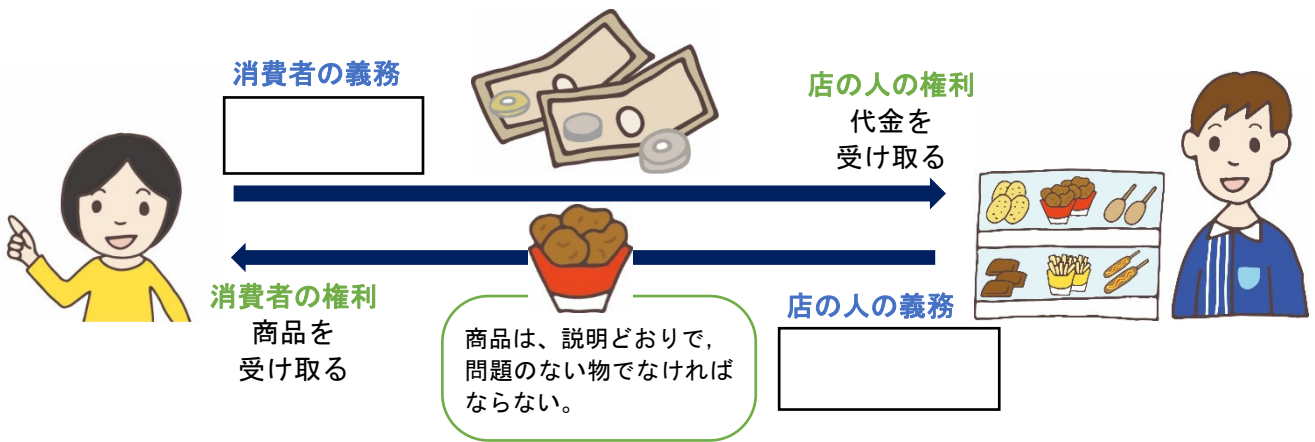 消費者の義務
店の人の権利
代金を
受け取る
消費者の権利
商品を
受け取る
商品は、説明どおりで,
問題のない物でなければ
ならない。
店の人の義務